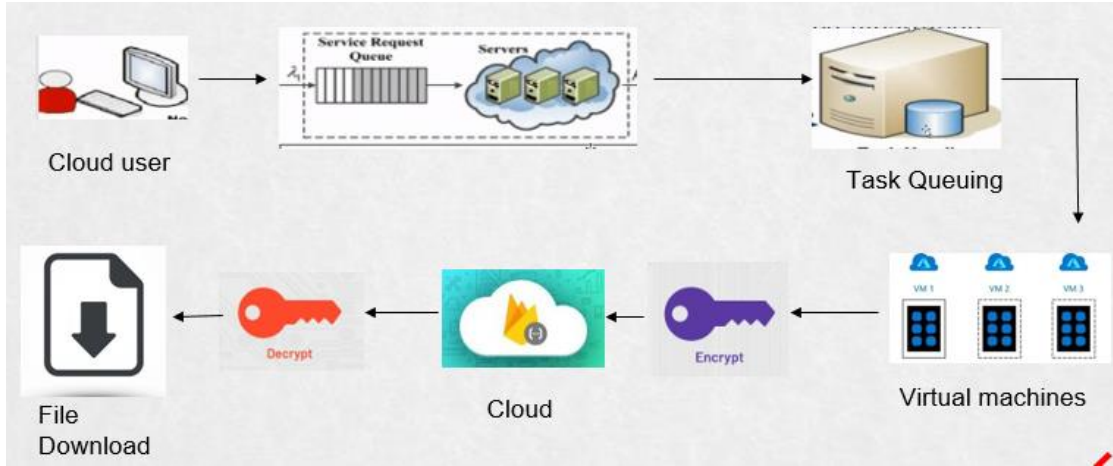 Service Request
Queue
Servers
λ
Cloud user
Task Queuing
VM 1
VM 2
VM 3
Virtual machines
Encrypt
{--}
Cloud
Decrypt
File
Download